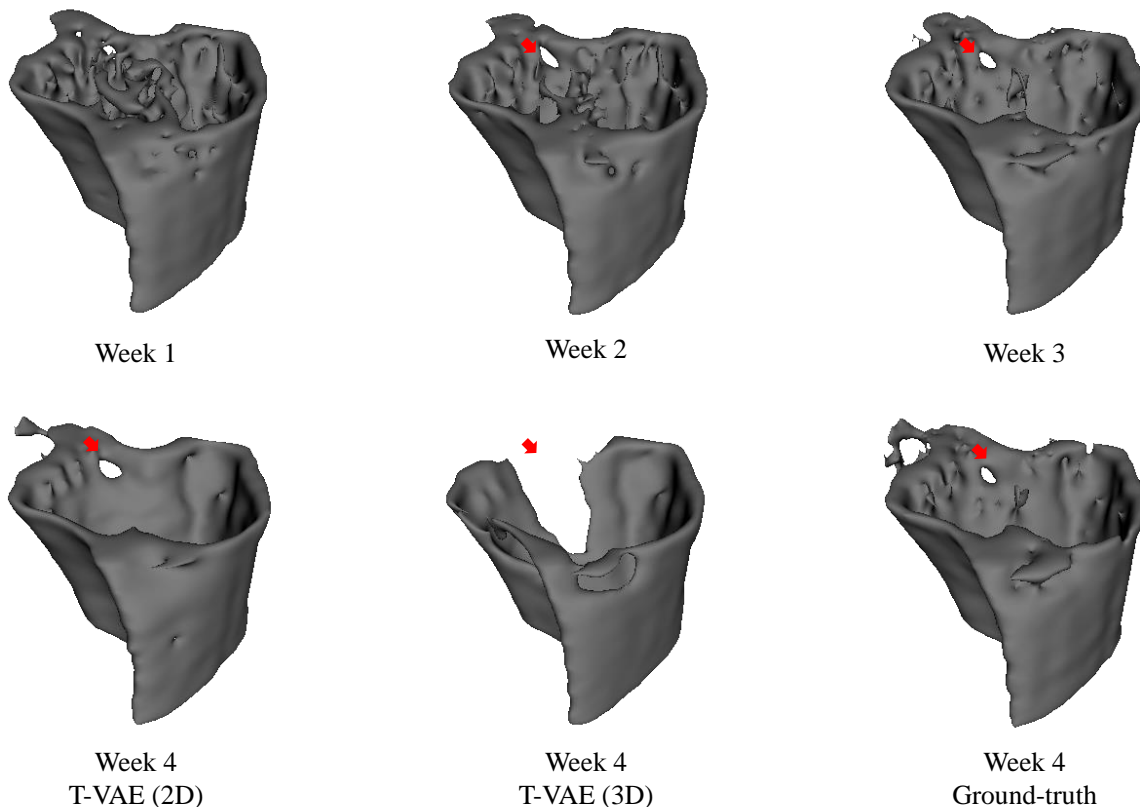 Week 1
Week 2
Week 3
Week 4
T-VAE (2D)
Week 4
T-VAE (3D)
Week 4
Ground-truth